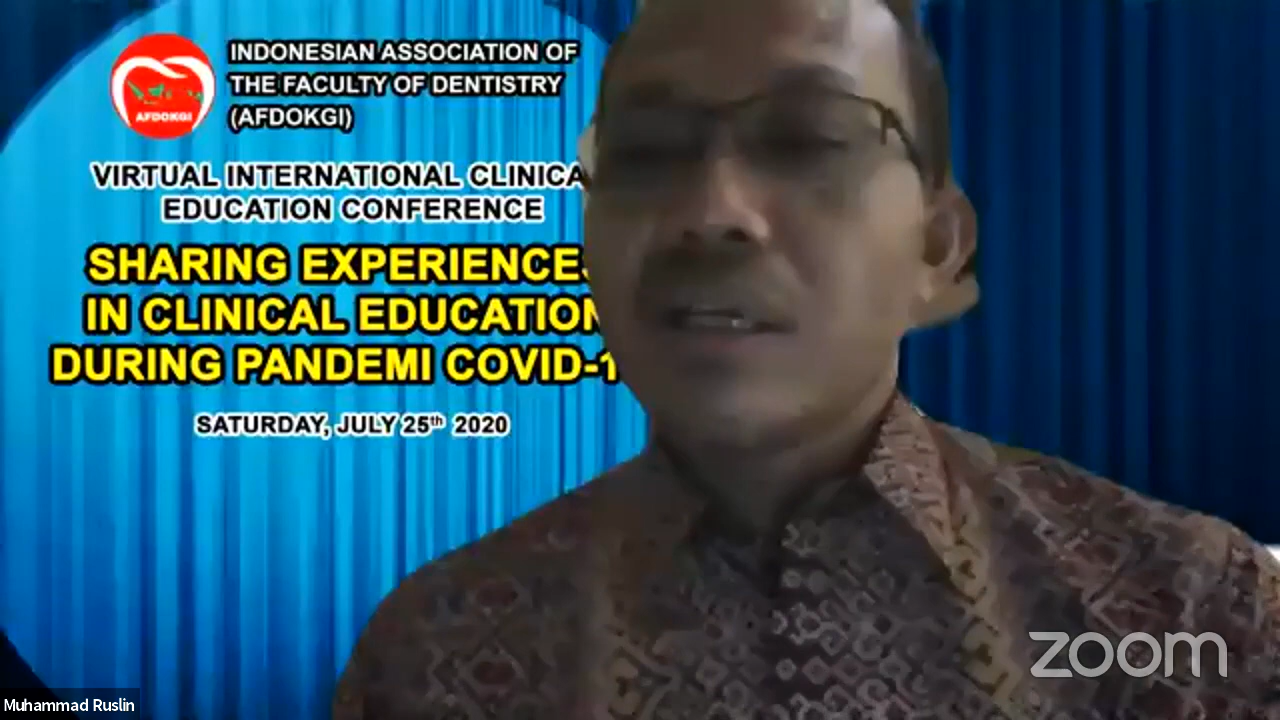 INDONESIAN ASSOCIATION OF
THE FACULTY OF DENTISTRY
(AFDOKGI)
AFDOKGI
VIRTUAL INTERNATIONAL CLINICA
EDUCATION CONFERENCE
SHARING EXPERIENCES
IN CLINICAL EDUCATION
DURING PANDEMI COVID-1
SATURDAY, JULY 25th 2020
zoom
Muhammad Ruslin